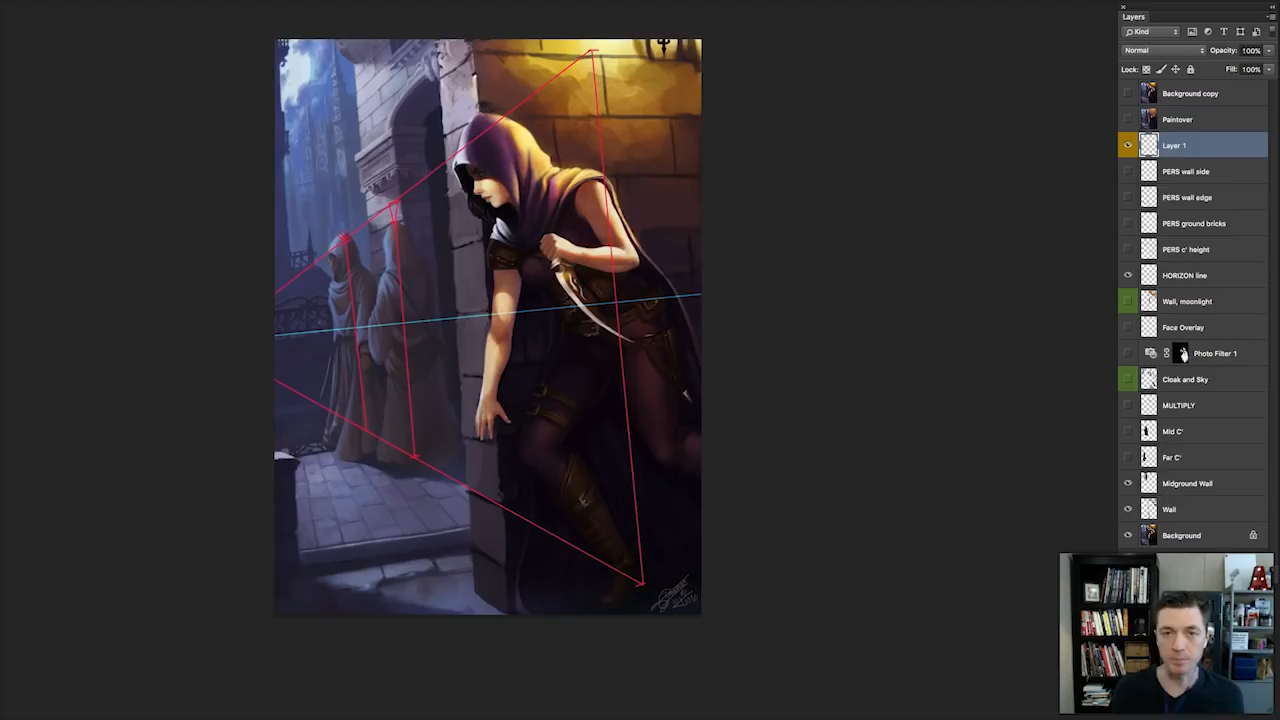 Layers
Kind
Normal
Opacity: 100%
Lock:
Fill: 100%
Background copy
Paintover
Layer 1
PERS wall side
PERS wall edge
PERS ground bricks
PERS c' height
HORIZON line
Wall, moonlight
Face Overlay
Photo Filter 1
Cloak and Sky
MULTIPLY
Mid C'
Far C'
Midground Wall
Wall
Background